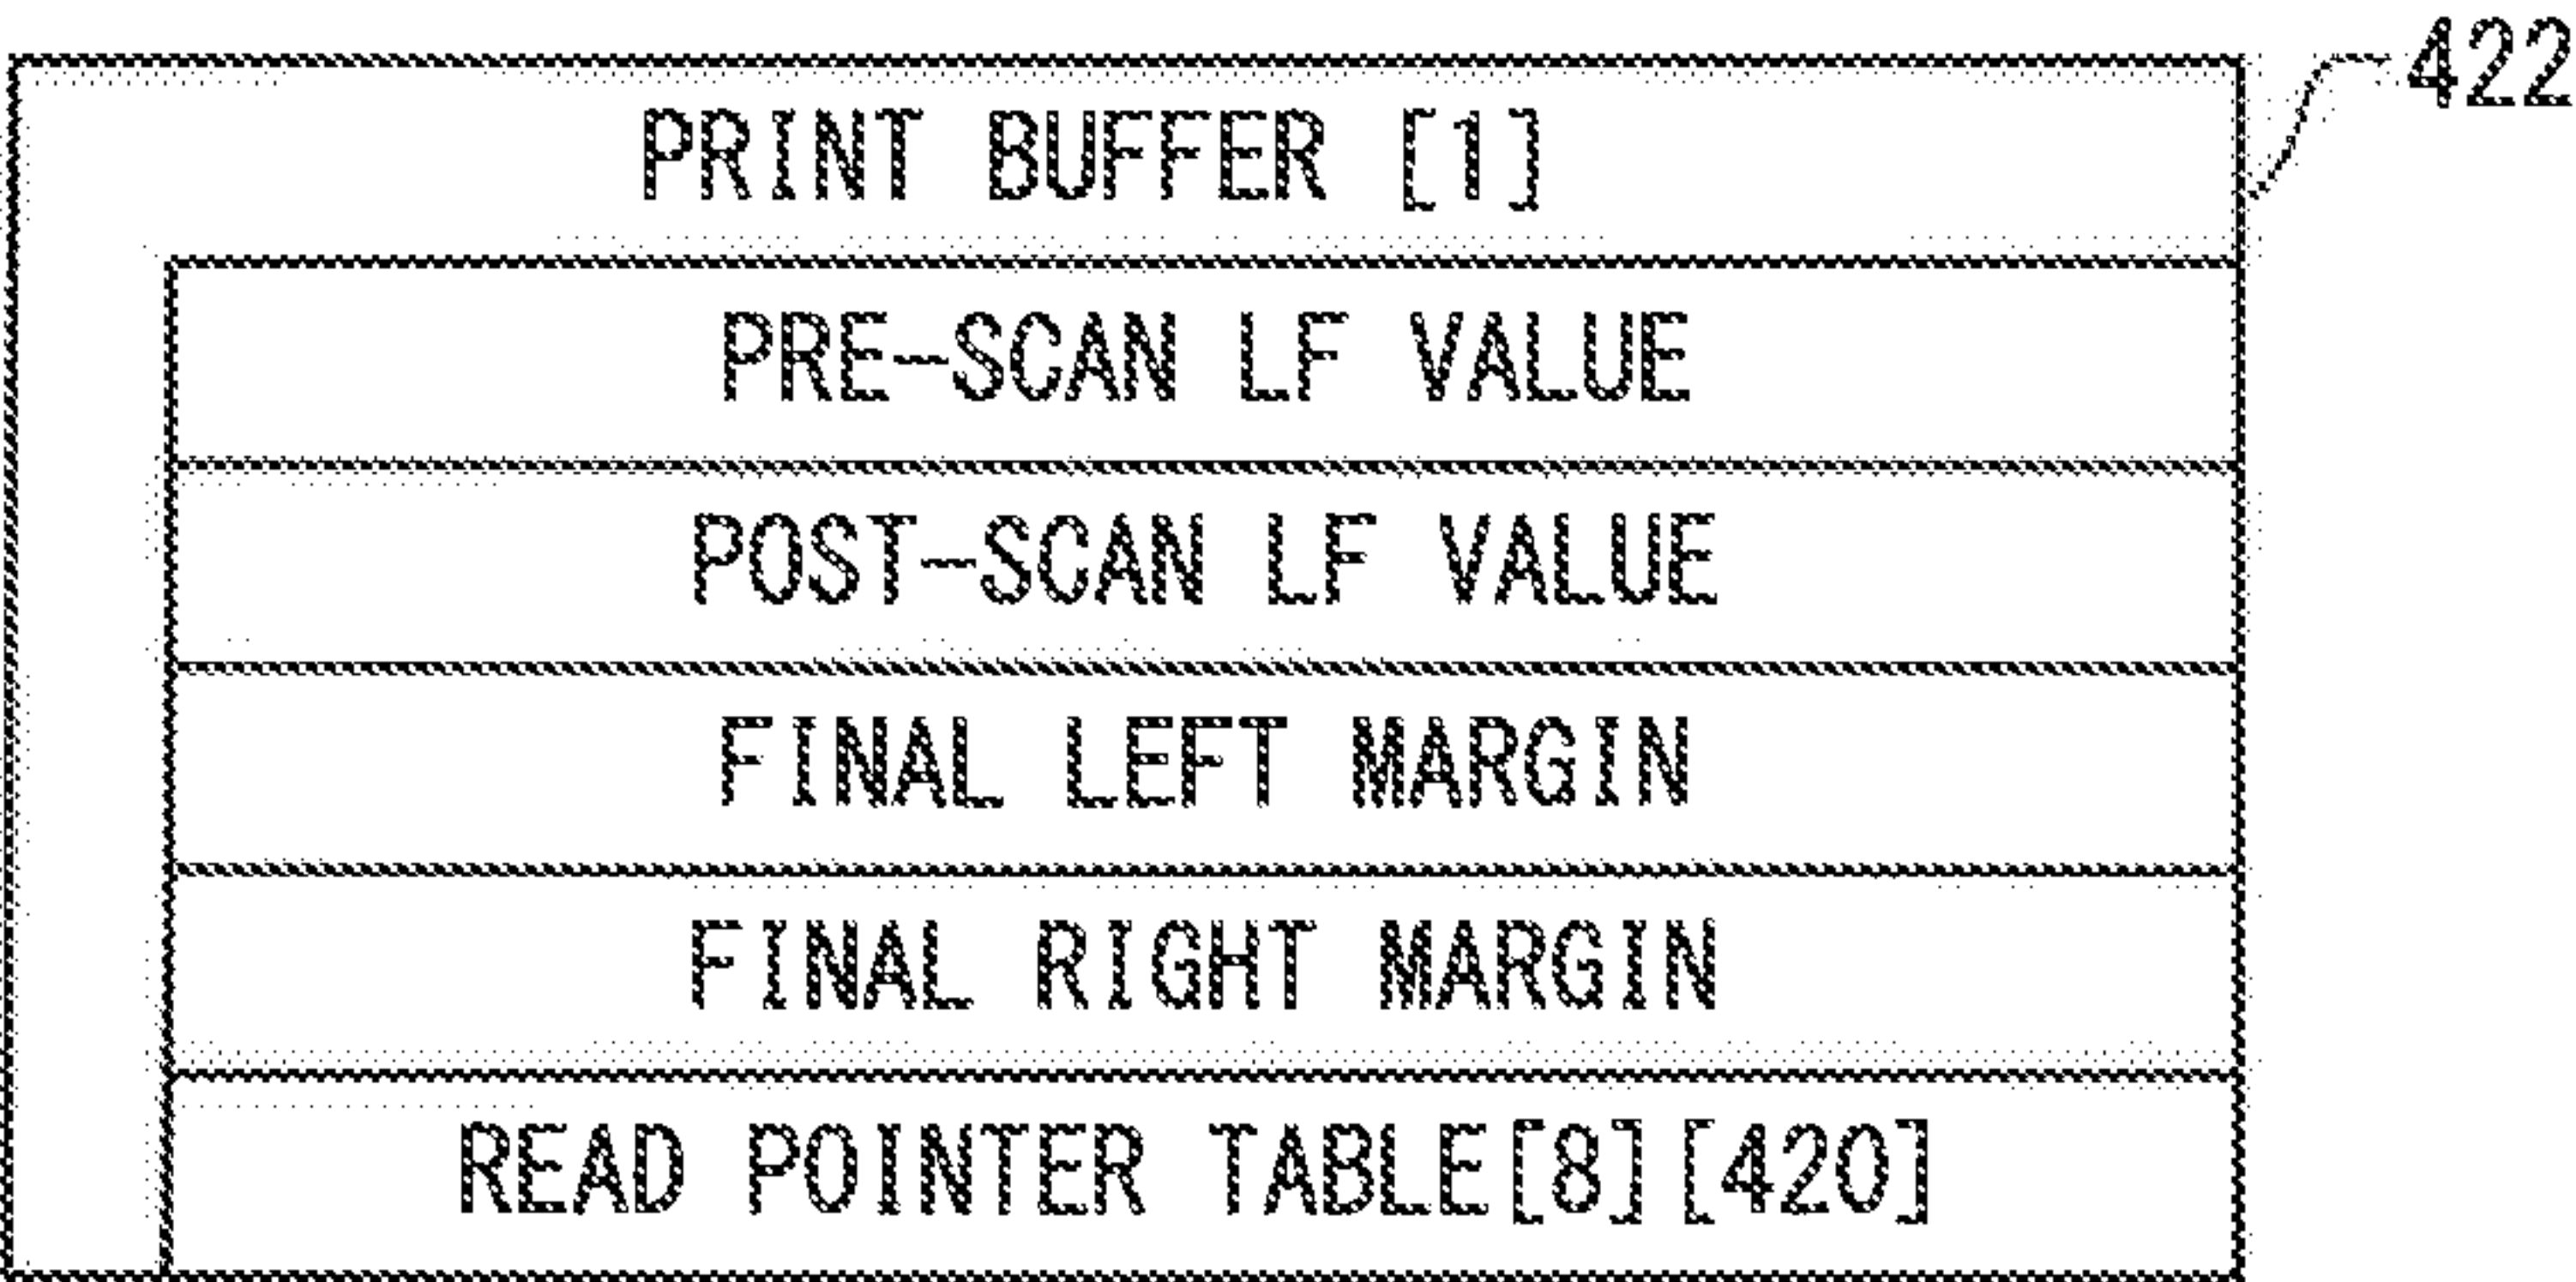 422
PRINT BUFFER [1]
PRE-SCAN LF VALUE
POST-SCAN LF VALUE
FINAL LEFT MARGIN
FINAL RIGHT MARGIN
READ POINTER TABLE[8][420]